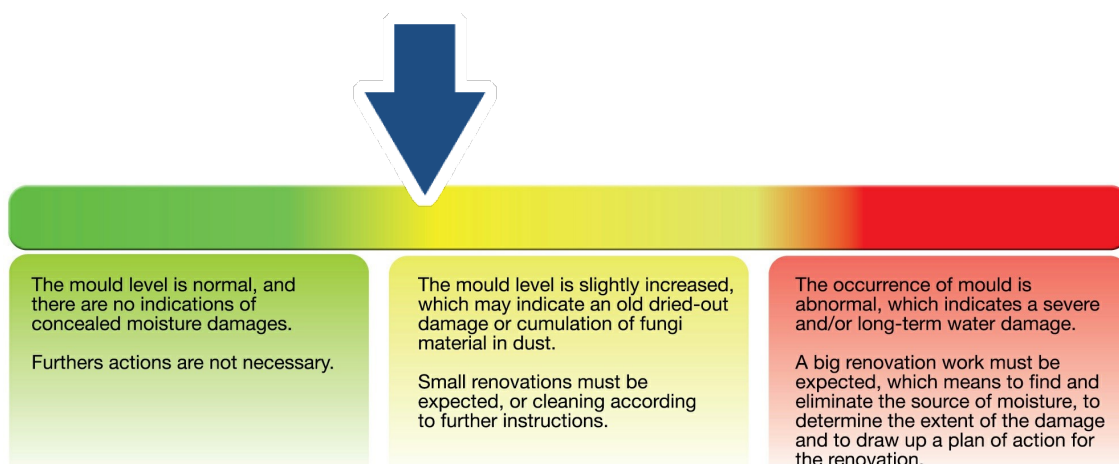 The mould level is normal, and
there are no indications of
concealed moisture damages.
Furthers actions are not necessary.
The mould level is slightly increased,
which may indicate an old dried-out
damage or cumulation of fungi
material in dust.
Small renovations must be
expected, or cleaning according
to further instructions.
The occurrence of mould is
abnormal, which indicates a severe
and/or long-term water damage.
A big renovation work must be
expected, which means to find and
eliminate the source of moisture, to
determine the extent of the damage
and to draw up a plan of action for
the renovation.